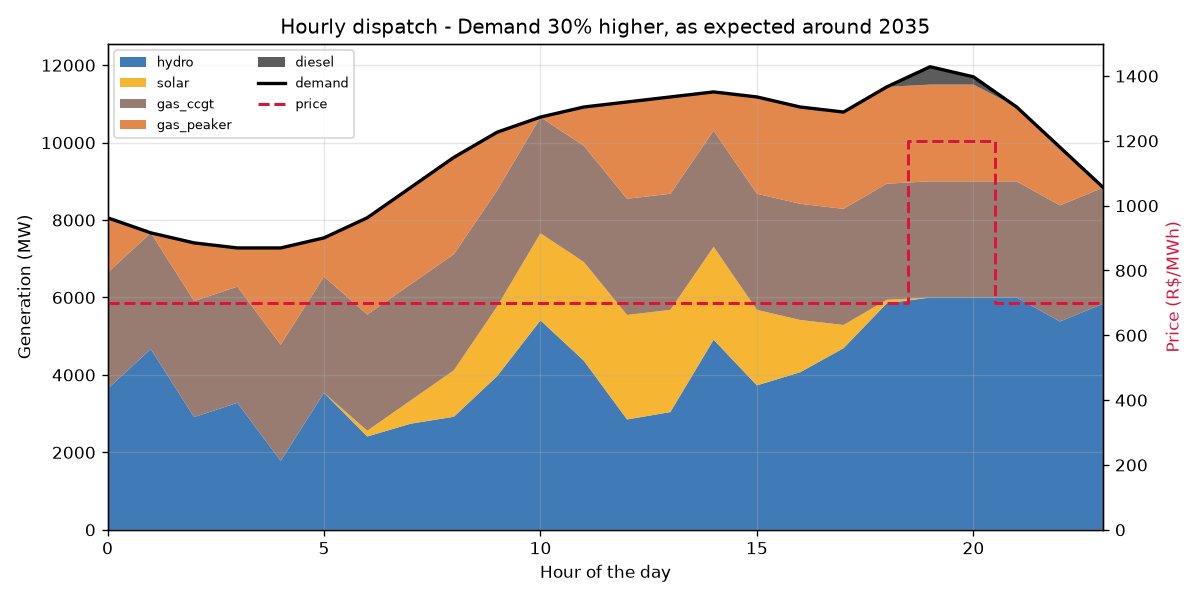 Hourly dispatch - Demand 30% higher, as expected around 2035
hydro
solar
gas_ccgt
gas_peaker
diesel
demand
price
Generation (MW)
12000
10000
8000
6000
4000
2000
0
1400
1200
1000
800
600
400
200
0
Price (R$/MWh)
0 5 10 15 20
Hour of the day